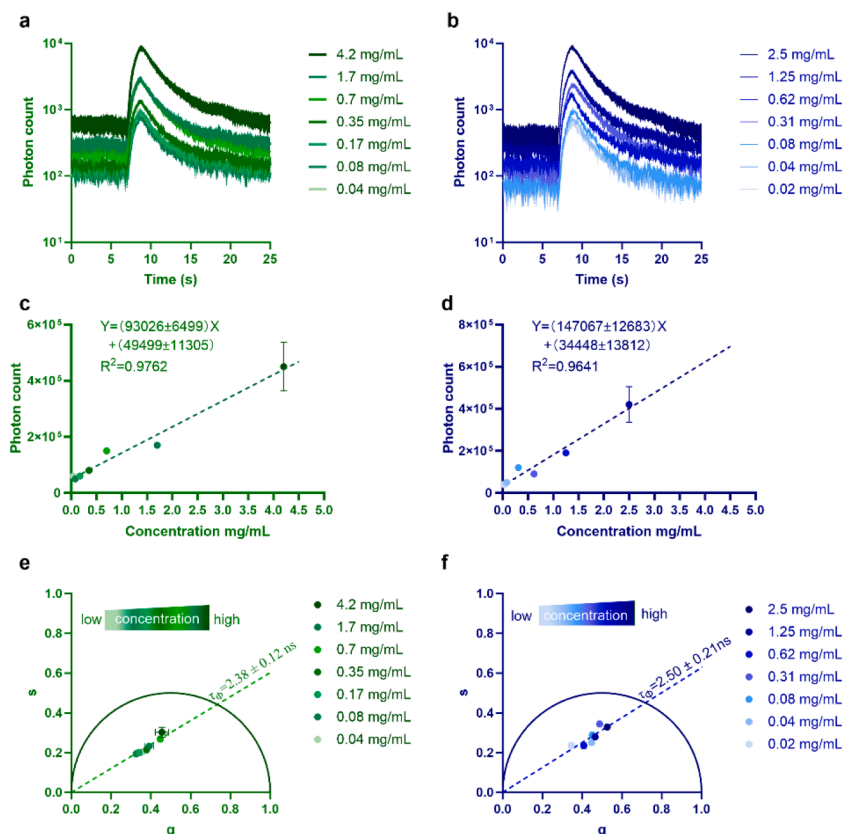 a
10⁴
10³
10²
10¹
Photon count
0
5
10
15
20
25
Time (s)
4.2 mg/mL
1.7 mg/mL
0.7 mg/mL
0.35 mg/mL
0.17 mg/mL
0.08 mg/mL
0.04 mg/mL
b
10⁴
10³
10²
10¹
Photon count
0
5
10
15
20
25
Time (s)
2.5 mg/mL
1.25 mg/mL
0.62 mg/mL
0.31 mg/mL
0.08 mg/mL
0.04 mg/mL
0.02 mg/mL
c
6×10⁵
4×10⁵
2×10⁵
0
Photon count
Y=(93026±6499)X
+(49499±11305)
R²=0.9762
0.0 0.5 1.0 1.5 2.0 2.5 3.0 3.5 4.0 4.5 5.0
Concentration mg/mL
d
8×10⁵
6×10⁵
4×10⁵
2×10⁵
0
Photon count
Y=(147067±12683)X
+(34448±13812)
R²=0.9641
0.0 0.5 1.0 1.5 2.0 2.5 3.0 3.5 4.0 4.5 5.0
Concentration mg/mL
e
1.0
0.8
0.6
0.4
0.2
0.0
s
low concentration high
τΦ=2.38 ± 0.12 ns
0.0 0.2 0.4 0.6 0.8 1.0
g
4.2 mg/mL
1.7 mg/mL
0.7 mg/mL
0.35 mg/mL
0.17 mg/mL
0.08 mg/mL
0.04 mg/mL
f
1.0
0.8
0.6
0.4
0.2
0.0
s
low concentration high
τΦ=2.50 ± 0.21ns
0.0 0.2 0.4 0.6 0.8 1.0
g
2.5 mg/mL
1.25 mg/mL
0.62 mg/mL
0.31 mg/mL
0.08 mg/mL
0.04 mg/mL
0.02 mg/mL